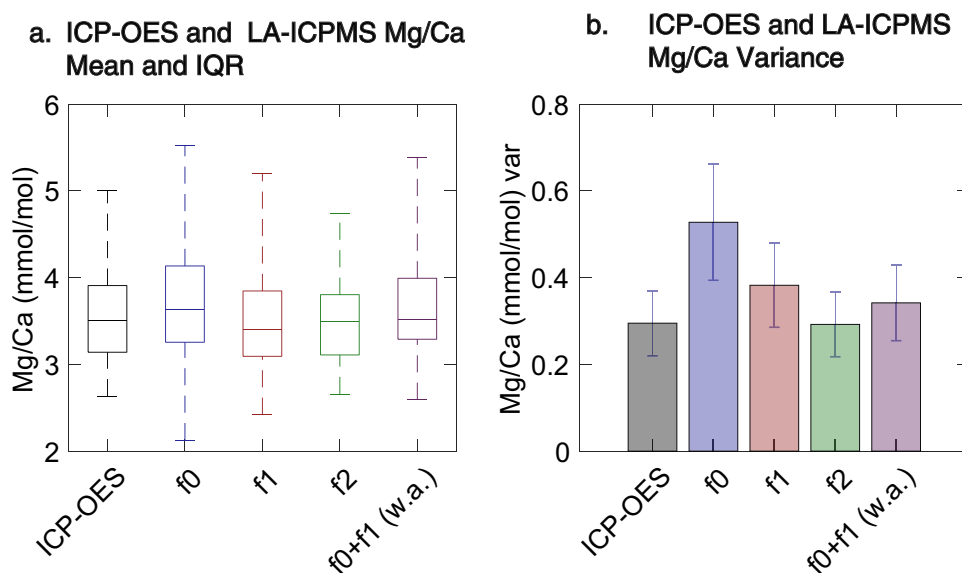 a. ICP-OES and LA-ICPMS Mg/Ca
Mean and IQR
6
5
4
3
2
Mg/Ca (mmol/mol)
ICP-OES
f0
f1
f2
f0+f1 (w.a.)
b. ICP-OES and LA-ICPMS
Mg/Ca Variance
0.8
0.6
0.4
0.2
0
Mg/Ca (mmol/mol) var
ICP-OES
f0
f1
f2
f0+f1 (w.a.)